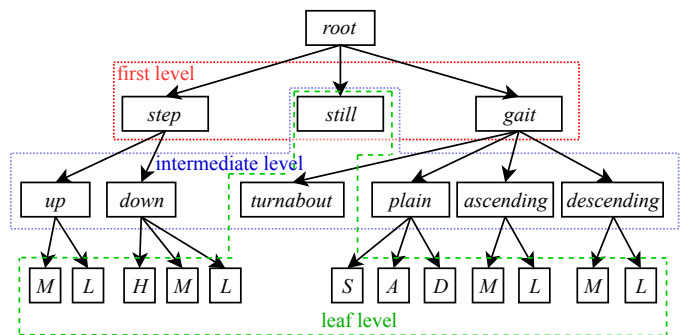 root
first level
step still gait
intermediate level
up down turnabout plain ascending descending
M L H M L S A D M L M L
leaf level